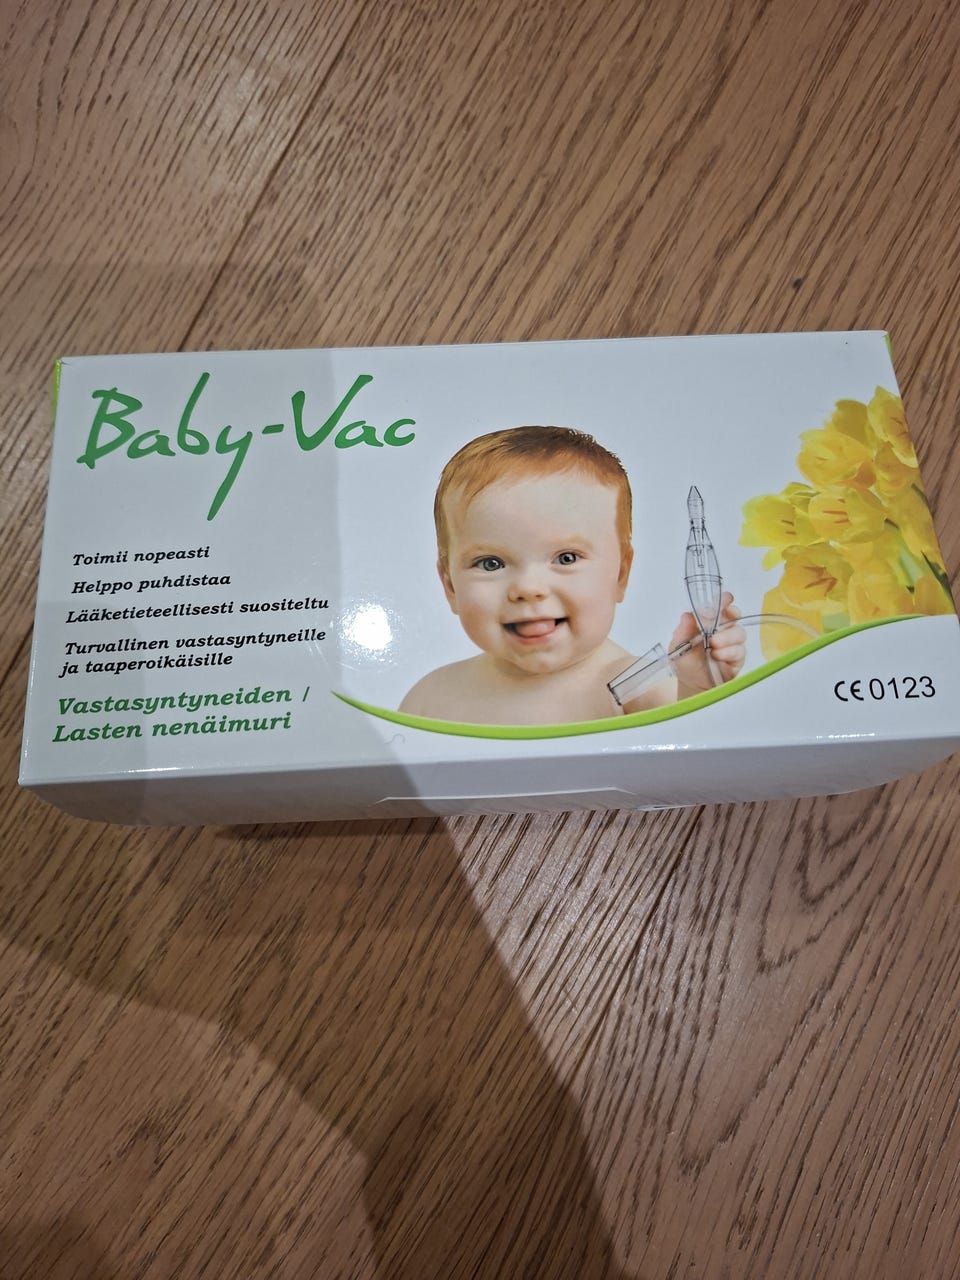 Baby-Vac
Toimii nopeasti
Helppo puhdistaa
Lääketieteellisesti suositeltu
Turvallinen vastasyntyneille
ja taaperoikäisille
Vastasyntyneiden /
Lasten nenäimuri
CE 0123